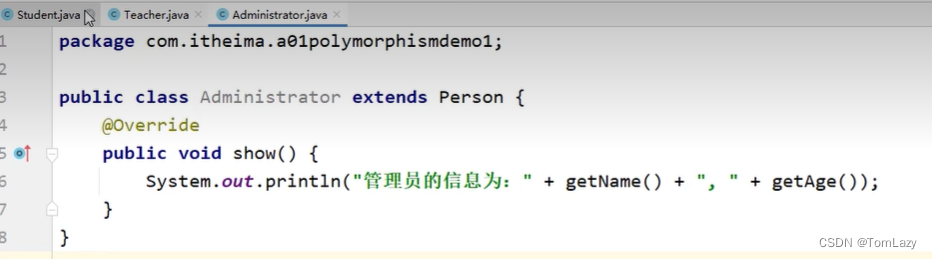 Student.java Teacher.java Administrator.java
1 package com.itheima.a01polymorphismdemo1;
2
3 public class Administrator extends Person {
4 @Override
5 public void show() {
6 System.out.println("管理员的信息为：" + getName() + ", " + getAge());
7 }
8 }
CSDN @TomLazy